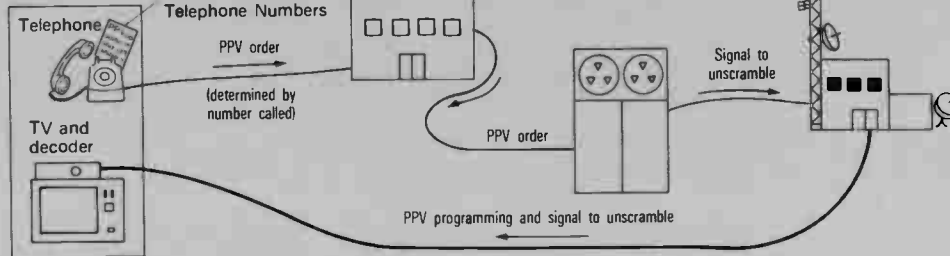 Telephone Numbers
Telephone
PPV order
(determined by
number called)
Signal to
unscramble
PPV order
TV and
decoder
PPV programming and signal to unscramble